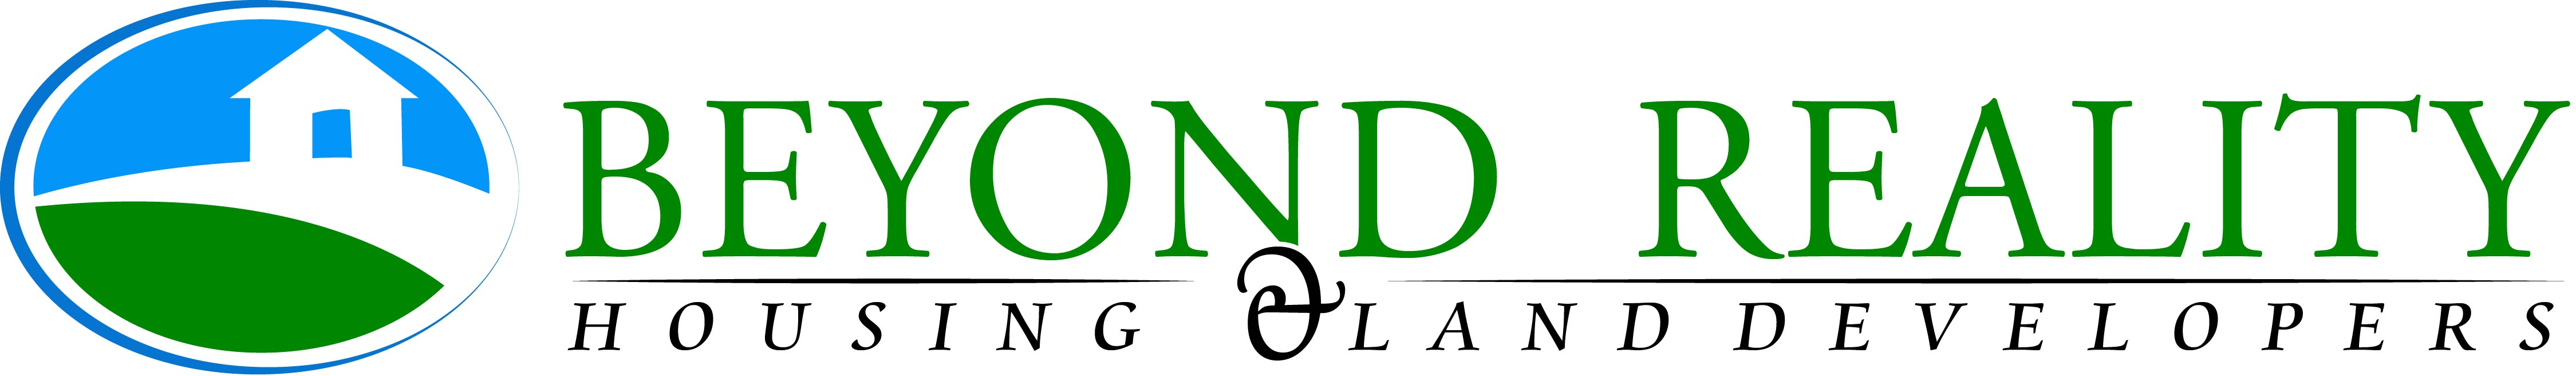 BEYOND REALITY
HOUSING & LAND DEVELOPERS